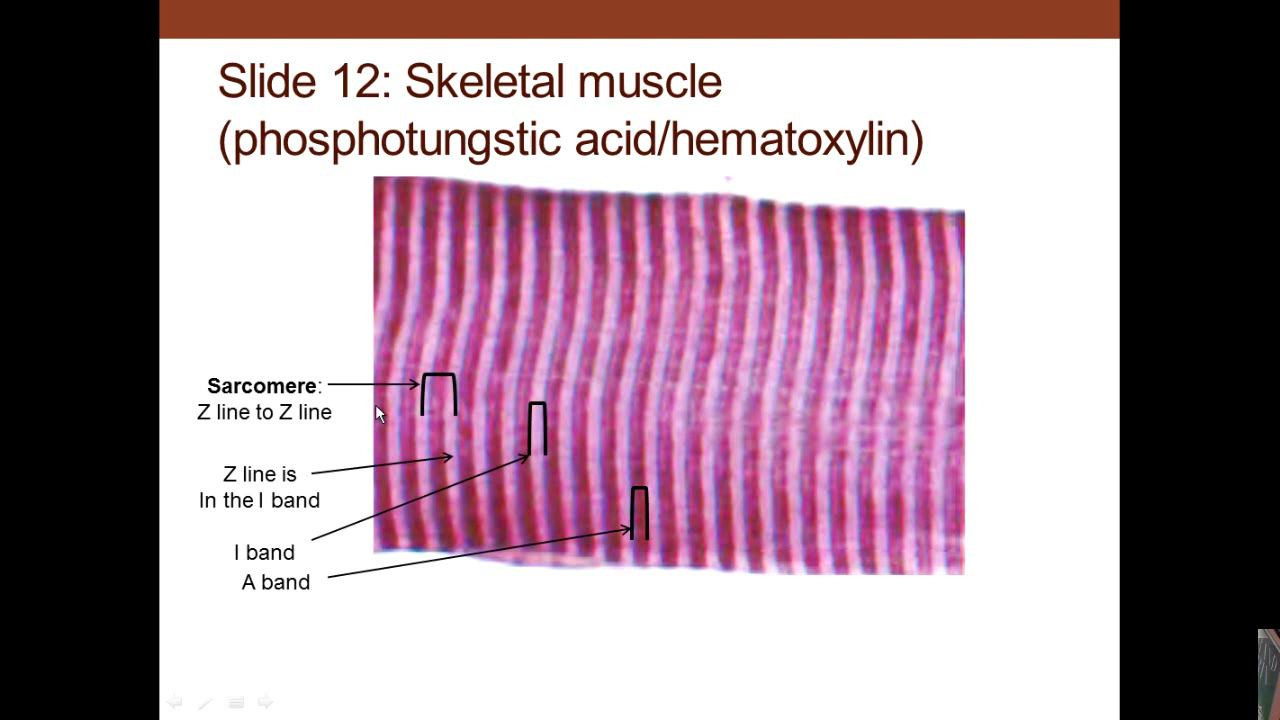 Slide 12: Skeletal muscle
(phosphotungstic acid/hematoxylin)
Sarcomere:
Z line to Z line
Z line is
In the I band
I band
A band